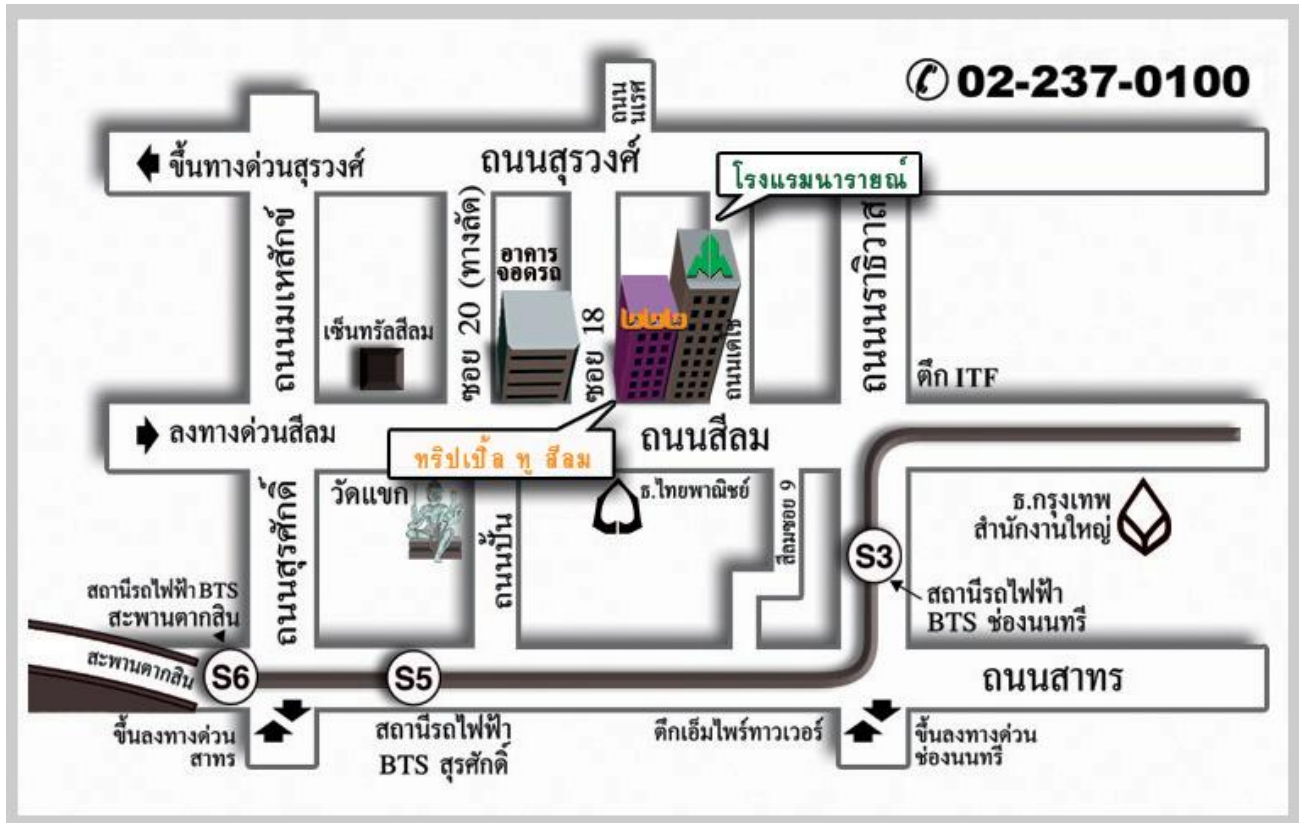 ✆ 02-237-0100
ถนน
นเรศ
ขึ้นทางด่วนสุรวงศ์
ถนนสุรวงศ์
โรงแรมนารายณ์
ถนนมเหสักข์
ซอย 20 (ทางลัด)
อาคาร
จอดรถ
ซอย 18
๒๒๒
ถนนเดโช
ถนนนราธิวาส
เซ็นทรัลสีลม
ตึก ITF
ลงทางด่วนสีลม
ถนนสีลม
ทริปเปิ้ล ทู สีลม
วัดแขก
ถนนสุรศักดิ์
ถนนปั้น
ธ.ไทยพาณิชย์
สีลมซอย 9
ธ.กรุงเทพ
สำนักงานใหญ่
S3
สถานีรถไฟฟ้า
BTS ช่องนนทรี
สถานีรถไฟฟ้า BTS
สะพานตากสิน
สะพานตากสิน
S6
S5
ถนนสาทร
ขึ้นลงทางด่วน
สาทร
สถานีรถไฟฟ้า
BTS สุรศักดิ์
ตึกเอ็มไพร์ทาวเวอร์
ขึ้นลงทางด่วน
ช่องนนทรี